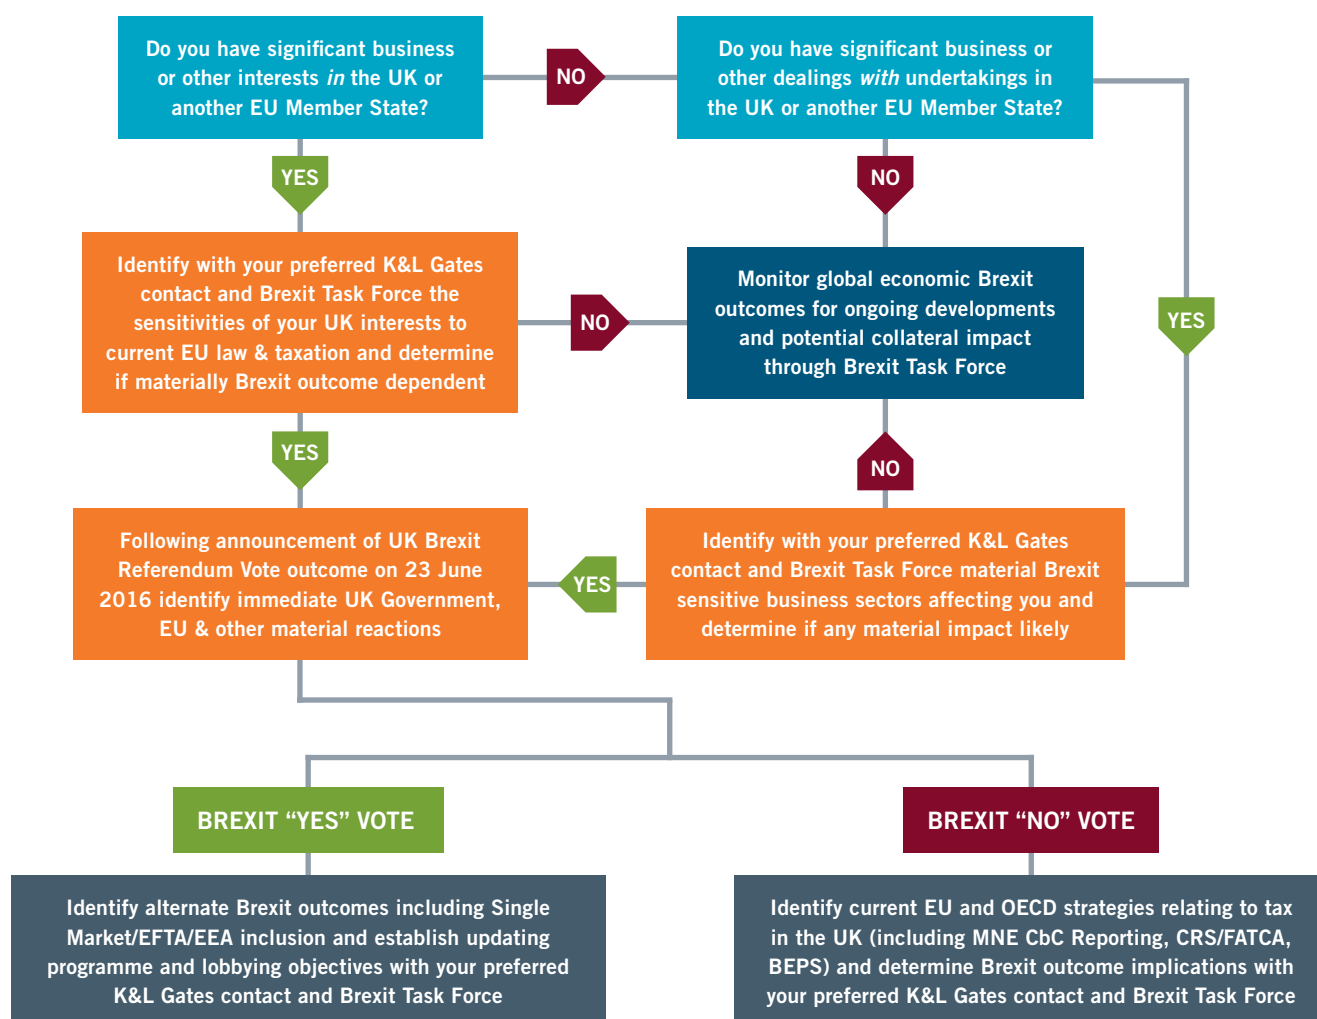 Do you have significant business
or other interests in the UK or
another EU Member State?
NO
Do you have significant business or
other dealings with undertakings in
the UK or another EU Member State?
YES
NO
Identify with your preferred K&L Gates
contact and Brexit Task Force the
sensitivities of your UK interests to
current EU law & taxation and determine
if materially Brexit outcome dependent
NO
Monitor global economic Brexit
outcomes for ongoing developments
and potential collateral impact
through Brexit Task Force
YES
YES
NO
Following announcement of UK Brexit
Referendum Vote outcome on 23 June
2016 identify immediate UK Government,
EU & other material reactions
YES
Identify with your preferred K&L Gates
contact and Brexit Task Force material Brexit
sensitive business sectors affecting you and
determine if any material impact likely
BREXIT “YES” VOTE
BREXIT “NO” VOTE
Identify alternate Brexit outcomes including Single
Market/EFTA/EEA inclusion and establish updating
programme and lobbying objectives with your preferred
K&L Gates contact and Brexit Task Force
Identify current EU and OECD strategies relating to tax
in the UK (including MNE CbC Reporting, CRS/FATCA,
BEPS) and determine Brexit outcome implications with
your preferred K&L Gates contact and Brexit Task Force